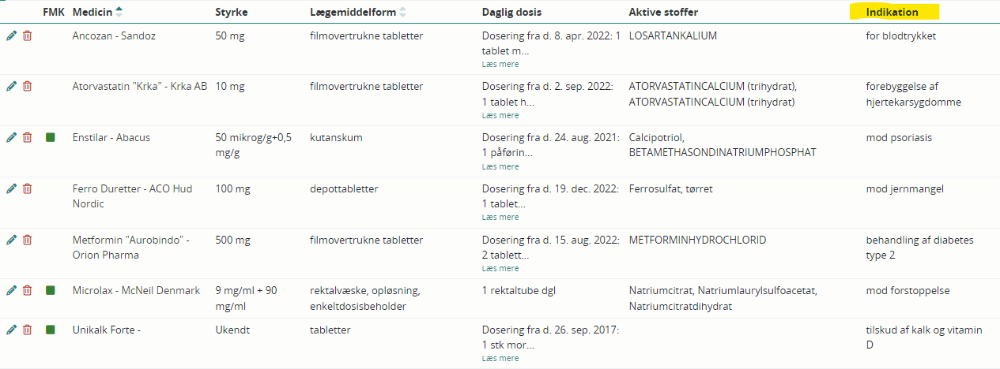 FMK Medicin Styrke Lægemiddelform Daglig dosis Aktive stoffer Indikation
Ancozan - Sandoz 50 mg filmovertrukne tabletter Dosering fra d. 8. apr. 2022: 1 LOSARTANKALIUM for blodtrykket
tablet m...
Læs mere
Atorvastatin "Krka" - Krka AB 10 mg filmovertrukne tabletter Dosering fra d. 2. sep. 2022: ATORVASTATINCALCIUM (trihydrat), forebyggelse af
1 tablet h... ATORVASTATINCALCIUM (trihydrat) hjertekarsygdomme
Læs mere
Enstilar - Abacus 50 mikrog/g+0,5 kutanskum Dosering fra d. 24. aug. 2021: Calcipotriol, mod psoriasis
mg/g 1 påførin... BETAMETHASONDINATRIUMPHOSPHAT
Læs mere
Ferro Duretter - ACO Hud 100 mg depottabletter Dosering fra d. 19. dec. 2022: Ferrosulfat, tørret mod jernmangel
Nordic 1 tablet...
Læs mere
Metformin "Aurobindo" - 500 mg filmovertrukne tabletter Dosering fra d. 15. aug. 2022: METFORMINHYDROCHLORID behandling af diabetes
Orion Pharma 2 tablett... type 2
Læs mere
Microlax - McNeil Denmark 9 mg/ml + 90 rektalvæske, opløsning, 1 rektaltube dgl Natriumcitrat, Natriumlaurylsulfoacetat, mod forstoppelse
mg/ml enkeltdosisbeholder Natriumcitratdihydrat
Unikalk Forte - Ukendt tabletter Dosering fra d. 26. sep. 2017: tilskud af kalk og vitamin
1 stk mor... D
Læs mere